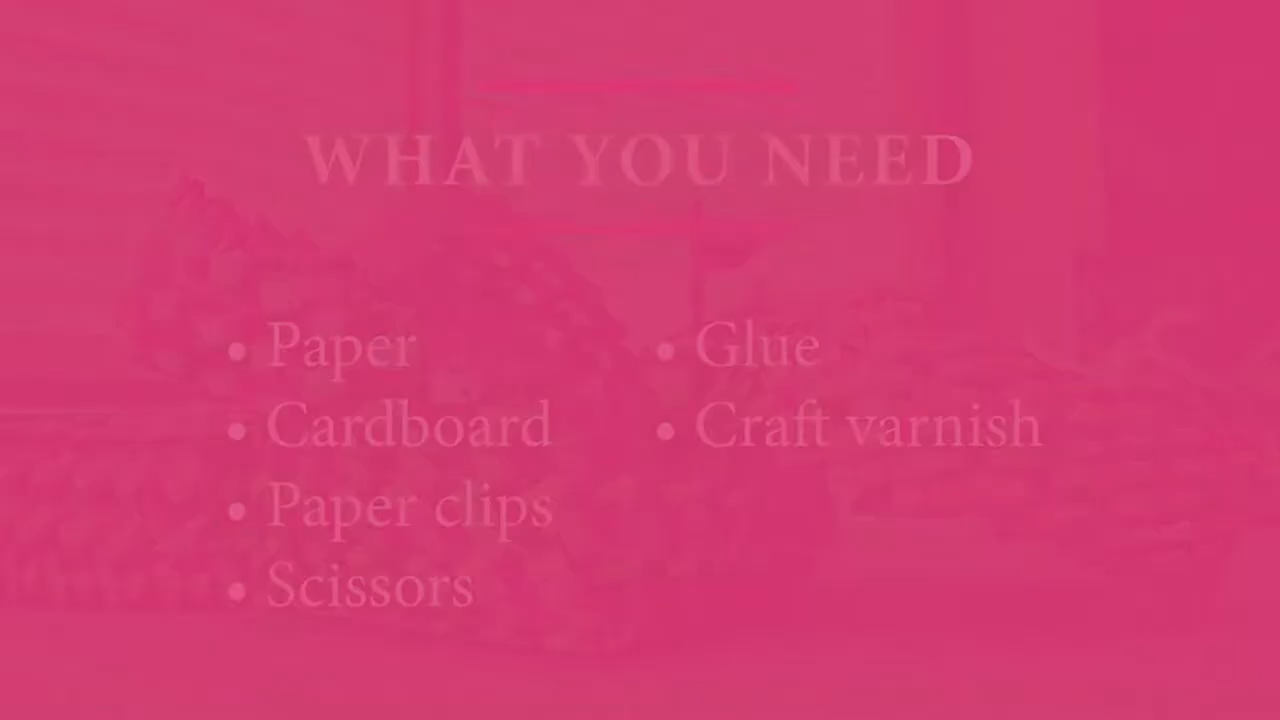 WHAT YOU NEED
• Paper
• Cardboard
• Paper clips
• Scissors
• Glue
• Craft varnish